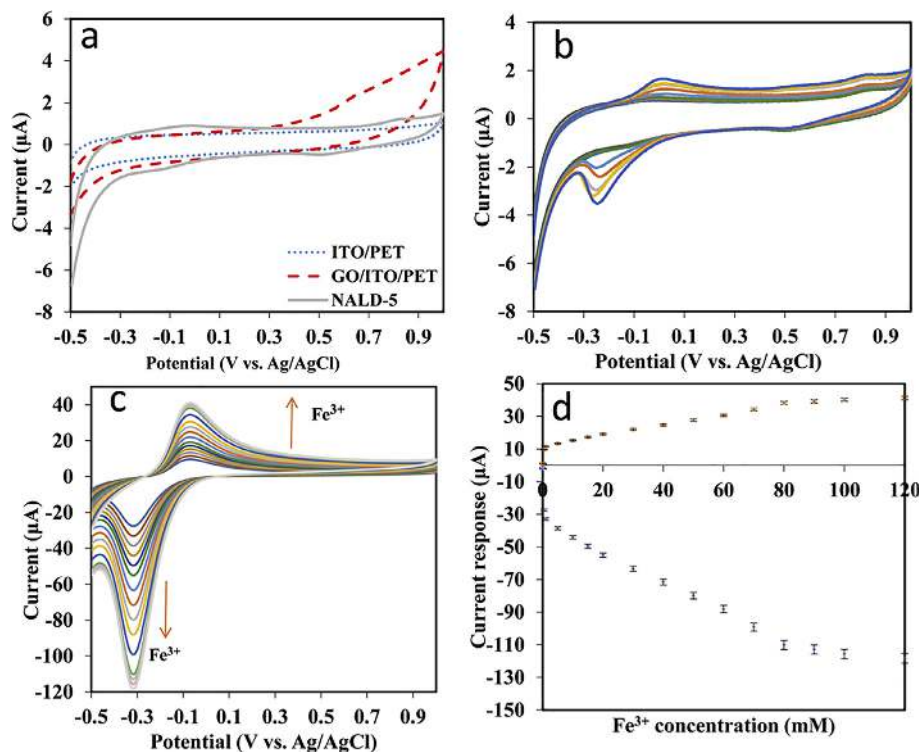 a
6
4
2
0
-2
-4
-6
-8
Current (µA)
-0.5 -0.3 -0.1 0.1 0.3 0.5 0.7 0.9
Potential (V vs. Ag/AgCl)
ITO/PET
GO/ITO/PET
NALD-5
b
4
2
0
-2
-4
-6
-8
Current (µA)
-0.5 -0.3 -0.1 0.1 0.3 0.5 0.7 0.9
Potential (V vs. Ag/AgCl)
c
40
20
0
-20
-40
-60
-80
-100
-120
Current (µA)
Fe³⁺
Fe³⁺
-0.5 -0.3 -0.1 0.1 0.3 0.5 0.7 0.9
Potential (V vs. Ag/AgCl)
d
50
30
10
-10
-30
-50
-70
-90
-110
-130
-150
Current response (µA)
0 20 40 60 80 100 120
Fe³⁺ concentration (mM)